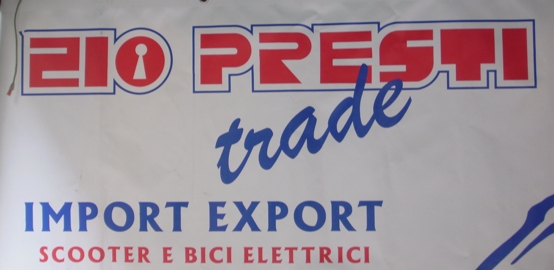 ZIO PRESTI
trade
IMPORT EXPORT
SCOOTER E BICI ELETTRICI